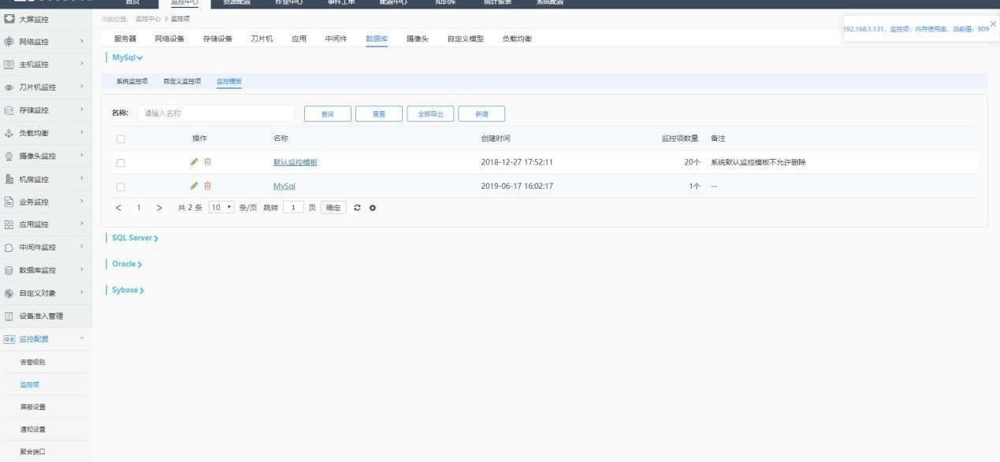 首页 监控中心 资源配置 作业中心 事件工单 配置中心 知识库 统计报表 系统配置
当前位置: 监控中心 > 监控项
192.168.1.131，监控项：内存使用率，当前值：90%
服务器 网络设备 存储设备 刀片机 应用 中间件 数据库 摄像头 自定义模型 负载均衡
MySql
系统监控项 自定义监控项 监控模板
名称: 请输入名称 查询 重置 全部导出 新增
操作 名称 创建时间 监控项数量 备注
默认监控模板 2018-12-27 17:52:11 20个 系统默认监控模板不允许删除
MySql 2019-06-17 16:02:17 1个 --
< 1 > 共 2 条 10 条/页 跳转 1 页 确定
SQL Server
Oracle
Sybase
大屏监控
网络监控
主机监控
刀片机监控
存储监控
负载均衡
摄像头监控
机房监控
业务监控
应用监控
中间件监控
数据库监控
自定义对象
设备准入管理
监控配置
告警级别
监控项
屏蔽设置
通知设置
聚合端口